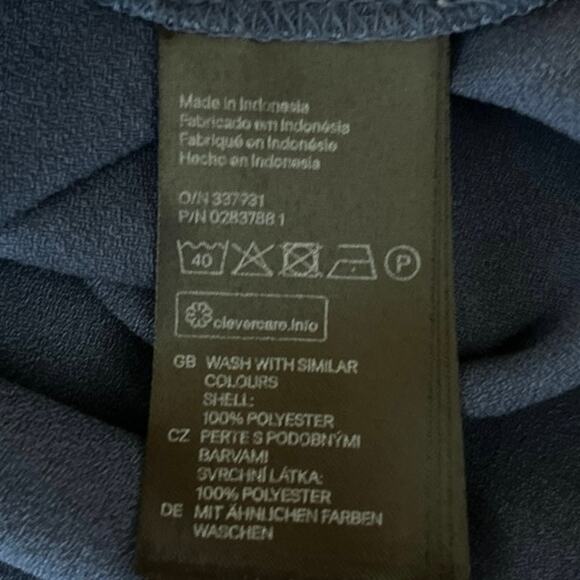 Made in Indonesia
Fabricado em Indonésia
Fabriqué en Indonésie
Hecho en Indonesia
O/N 337931
P/N 0283788 1
40
P
clevercare.info
GB WASH WITH SIMILAR
COLOURS
SHELL:
100% POLYESTER
CZ PERTE S PODOBNÝMI
BARVAMI
SVRCHNÍ LÁTKA:
100% POLYESTER
DE MIT ÄHNLICHEN FARBEN
WASCHEN